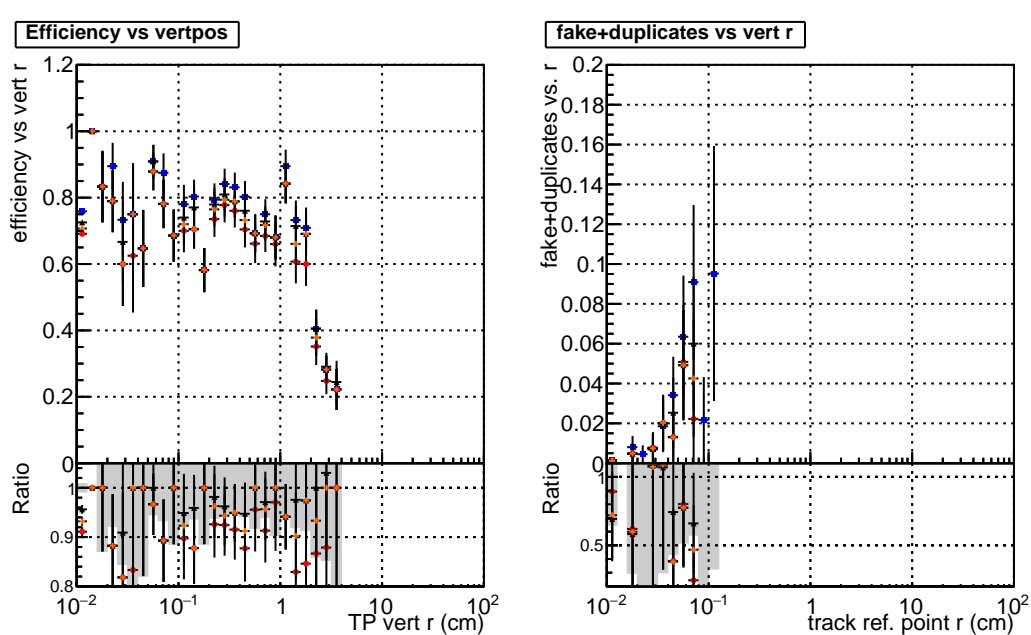 Efficiency vs vertpos
efficiency vs vert r
1.2
1
0.8
0.6
0.4
0.2
0
Ratio
1
0.9
0.8
10⁻² 10⁻¹ 1 10 10²
TP vert r (cm)
fake+duplicates vs vert r
fake+duplicates vs. r
0.2
0.18
0.16
0.14
0.12
0.1
0.08
0.06
0.04
0.02
0
Ratio
1
0.5
10⁻² 10⁻¹ 1 10 10²
track ref. point r (cm)